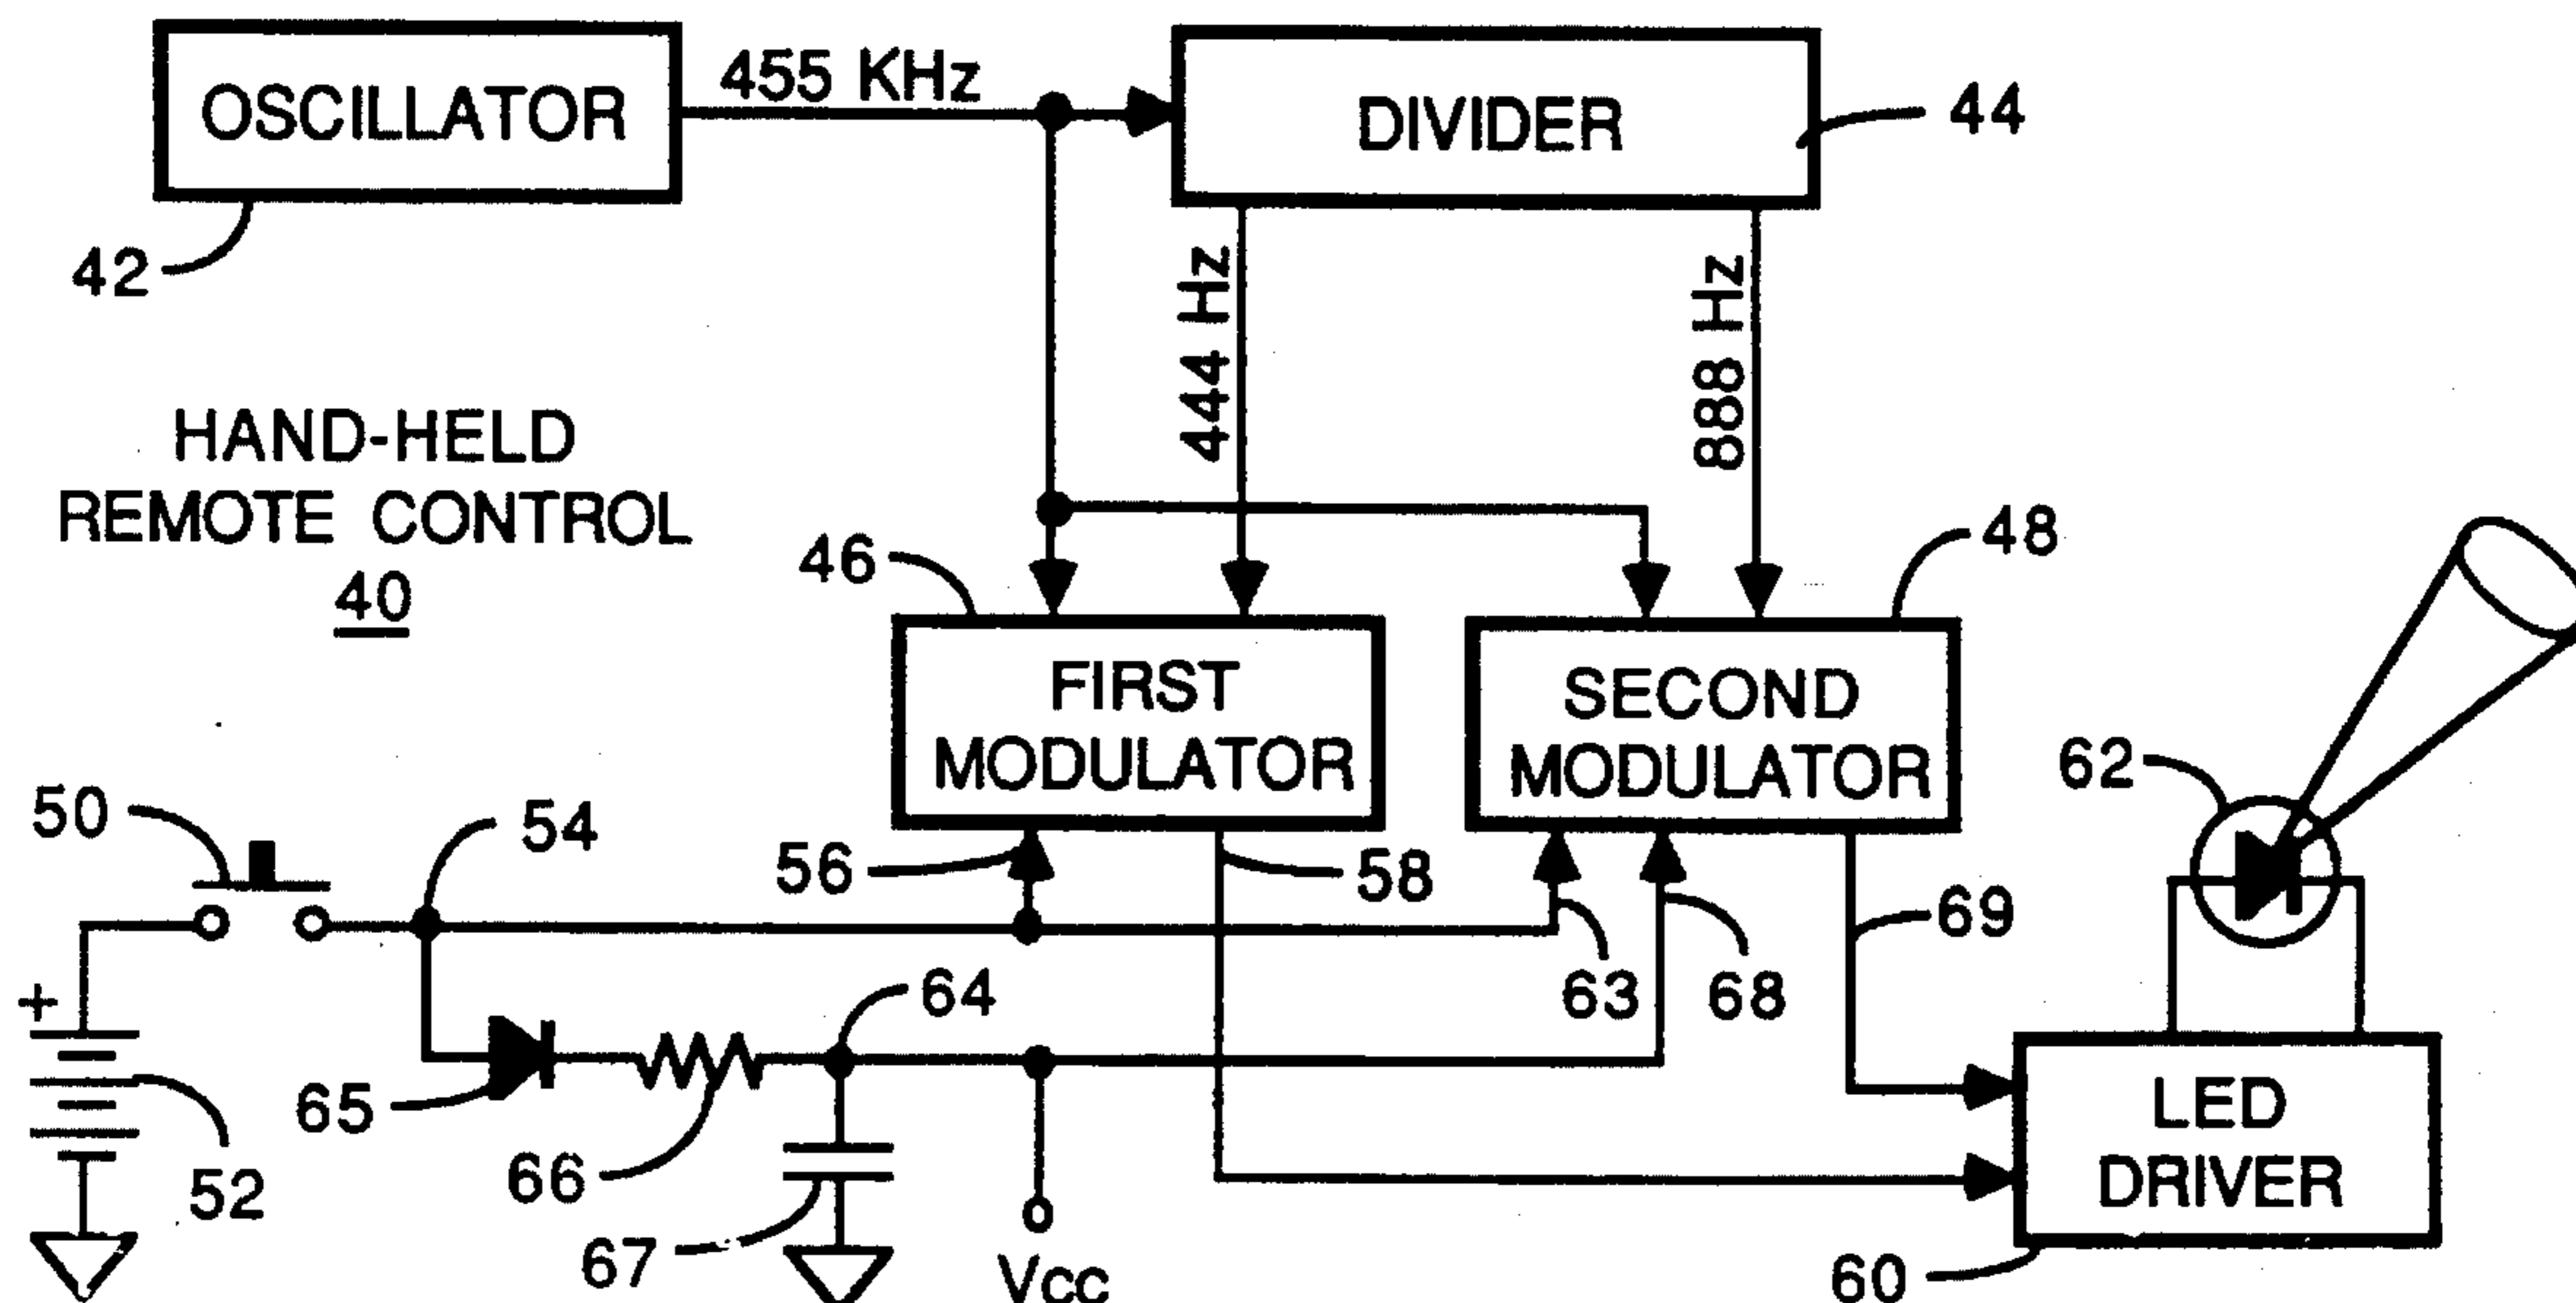 OSCILLATOR
455 KHz
DIVIDER
44
42
444 Hz
888 Hz
HAND-HELD
REMOTE CONTROL
40
46
48
FIRST
MODULATOR
SECOND
MODULATOR
62
50
54
56
58
63
68
69
+
52
65
66
64
67
Vcc
LED
DRIVER
60